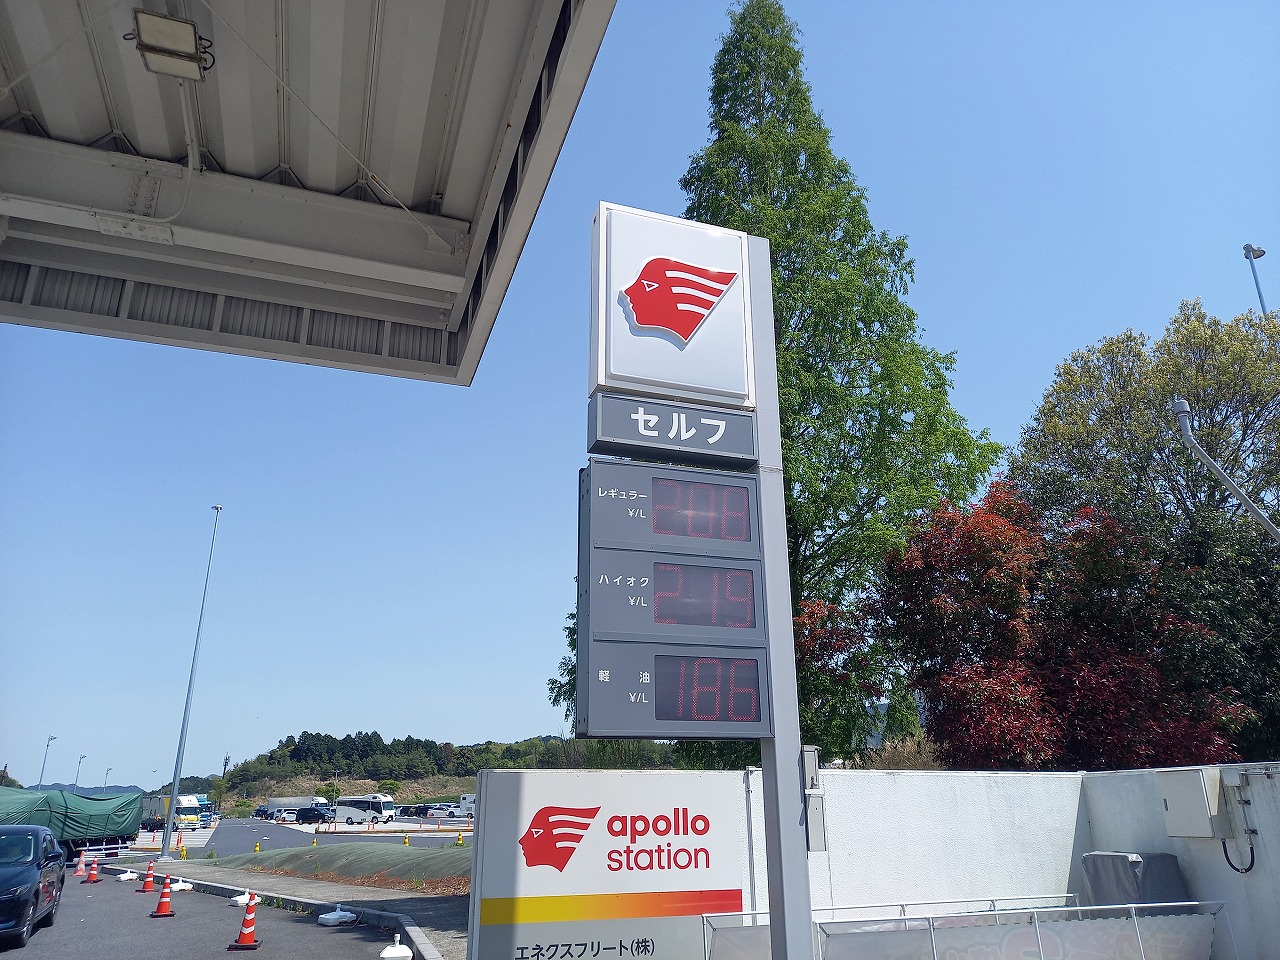 セルフ
レギュラー
¥/L
208
ハイオク
¥/L
219
軽油
¥/L
186
apollo
station
エネクスフリート(株)